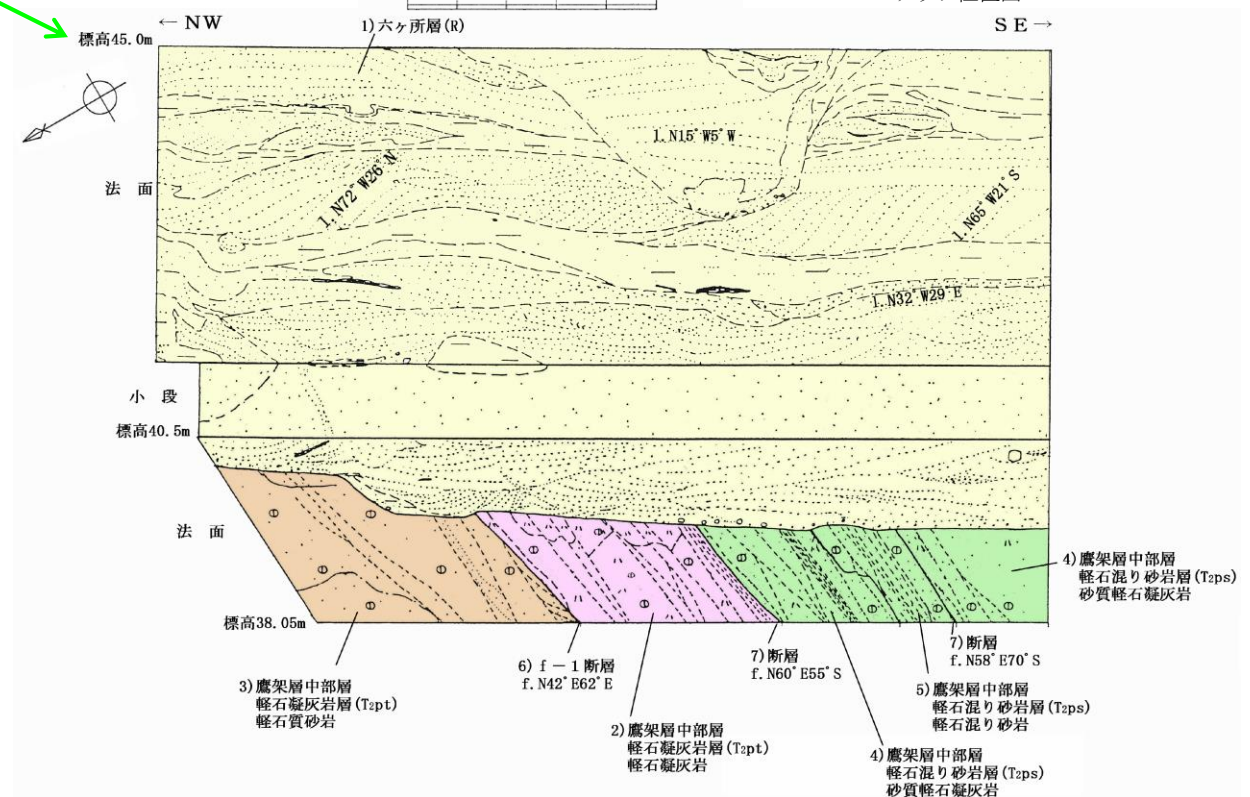 ← NW
SE →
標高45.0m
1)六ヶ所層(R)
1. N15°W5°W
法 面
1. N72°W26°N
1. N65°W21°S
1. N32°W29°E
小 段
標高40.5m
法 面
4)鷹架層中部層
軽石混り砂岩層(T2ps)
砂質軽石凝灰岩
標高38.05m
6) f－1断層
f. N42°E62°E
7)断層
f. N60°E55°S
7)断層
f. N58°E70°S
3)鷹架層中部層
軽石凝灰岩層(T2pt)
軽石質砂岩
2)鷹架層中部層
軽石凝灰岩層(T2pt)
軽石凝灰岩
5)鷹架層中部層
軽石混り砂岩層(T2ps)
軽石混り砂岩
4)鷹架層中部層
軽石混り砂岩層(T2ps)
砂質軽石凝灰岩